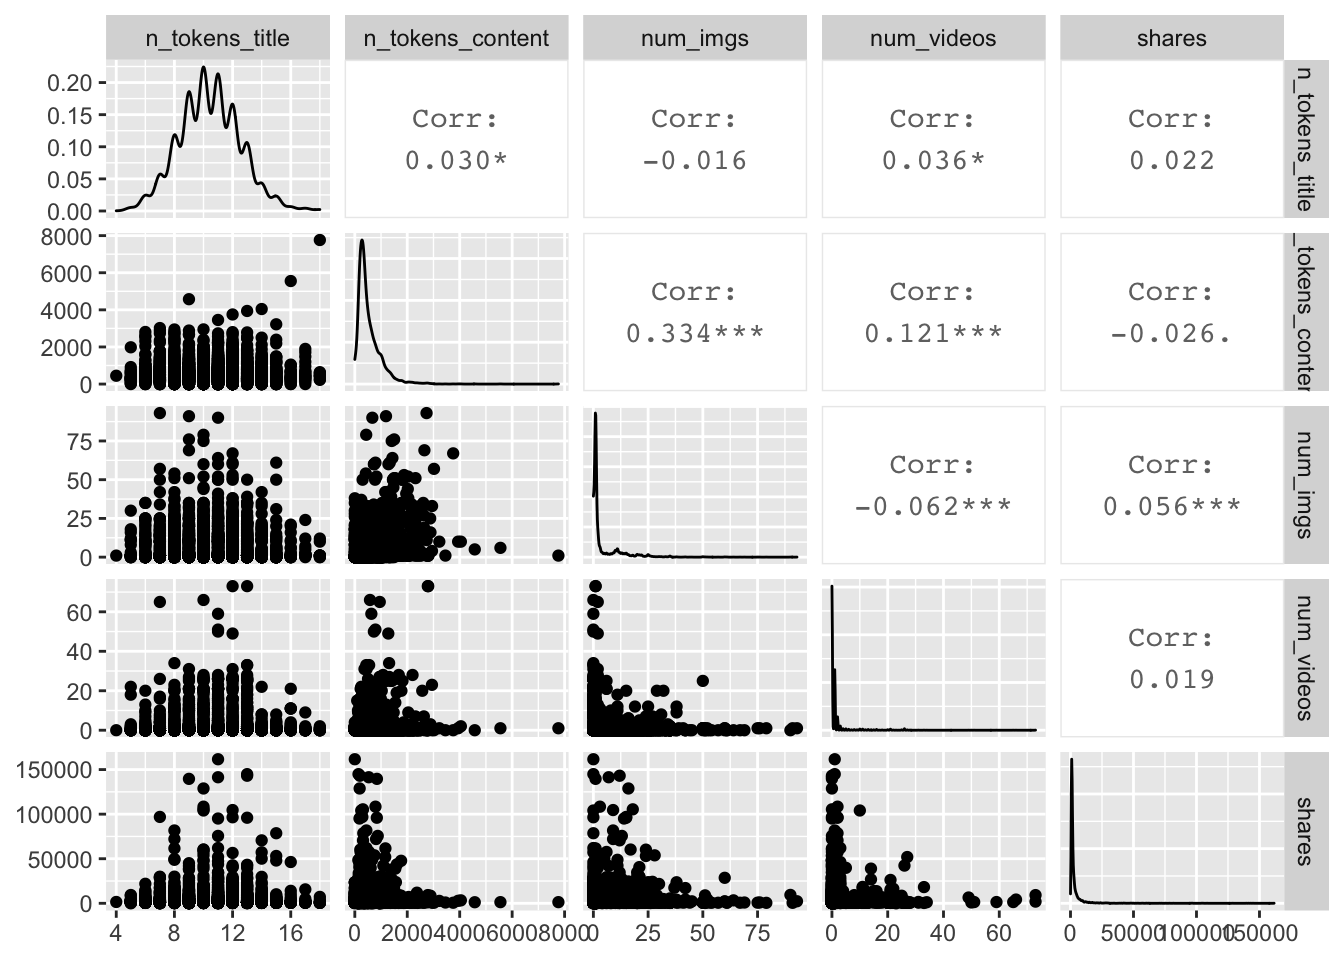 n_tokens_title n_tokens_content num_imgs num_videos shares
0.20
0.15
0.10
0.05
0.00
Corr:
0.030*
Corr:
-0.016
Corr:
0.036*
Corr:
0.022
n_tokens_title
8000
6000
4000
2000
0
Corr:
0.334***
Corr:
0.121***
Corr:
-0.026.
_tokens_conter
75
50
25
0
Corr:
-0.062***
Corr:
0.056***
num_imgs
60
40
20
0
Corr:
0.019
num_videos
150000
100000
50000
0
shares
4 8 12 16
0 2000 4000 6000 8000
0 25 50 75
0 20 40 60
0 50000 100000 150000